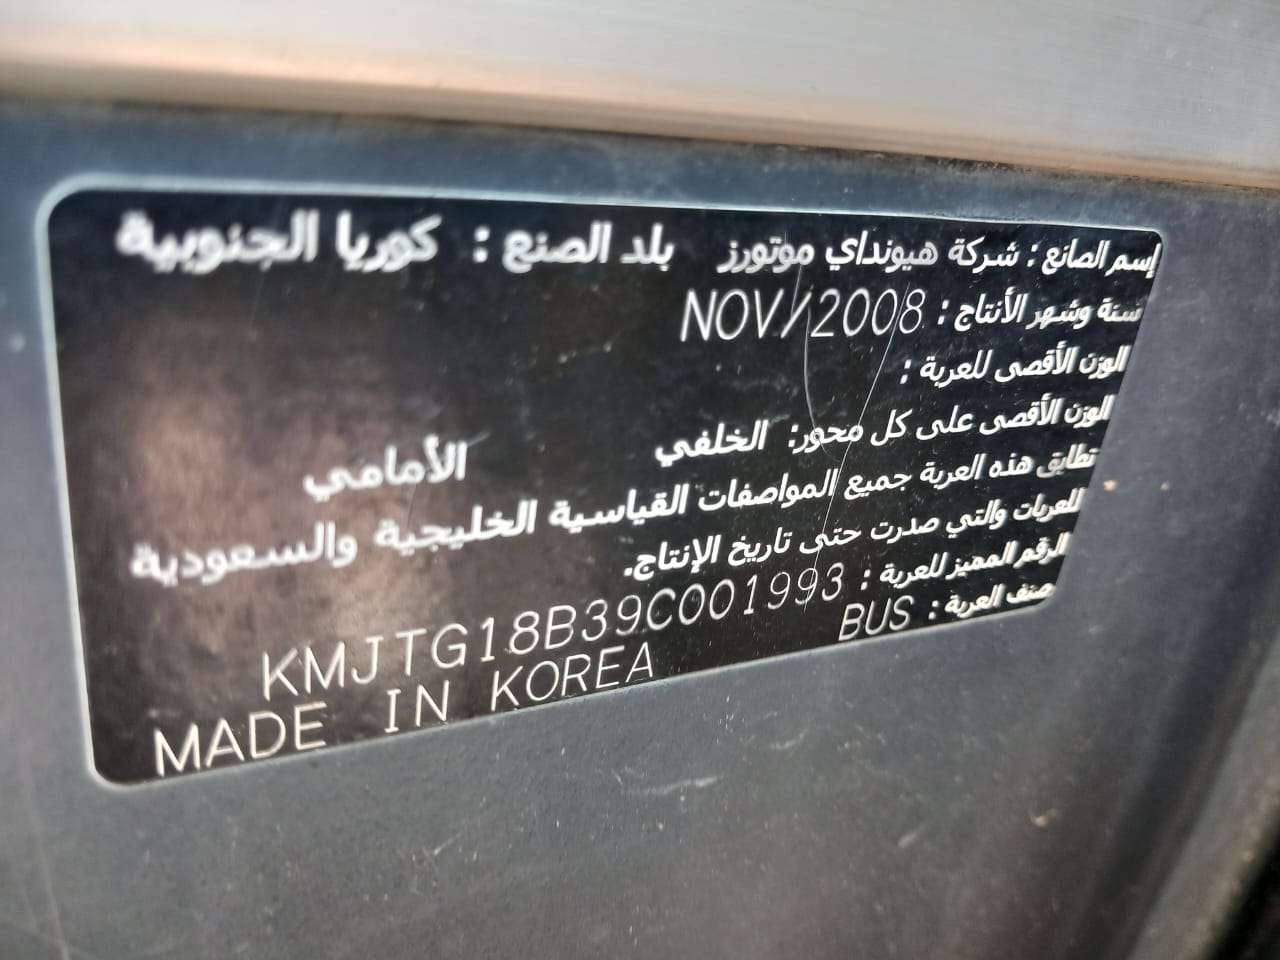 إسم الصانع : شركة هيونداي موتورز بلد الصنع : كوريا الجنوبية
سنة وشهر الأنتاج : NOV/2008
الوزن الأقصى للعربة :
الوزن الأقصى على كل محور: الخلفي الأمامي
تطابق هذه العربة جميع المواصفات القياسية الخليجية والسعودية
للعربات والتي صدرت حتى تاريخ الإنتاج.
الرقم المميز للعربة : KMJTG18B39C001993
صنف العربة : BUS
MADE IN KOREA